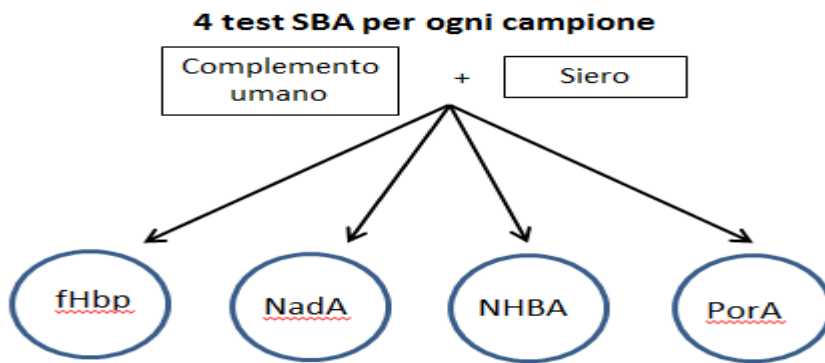 4 test SBA per ogni campione
Complemento
umano
+
Siero
fHbp
NadA
NHBA
PorA